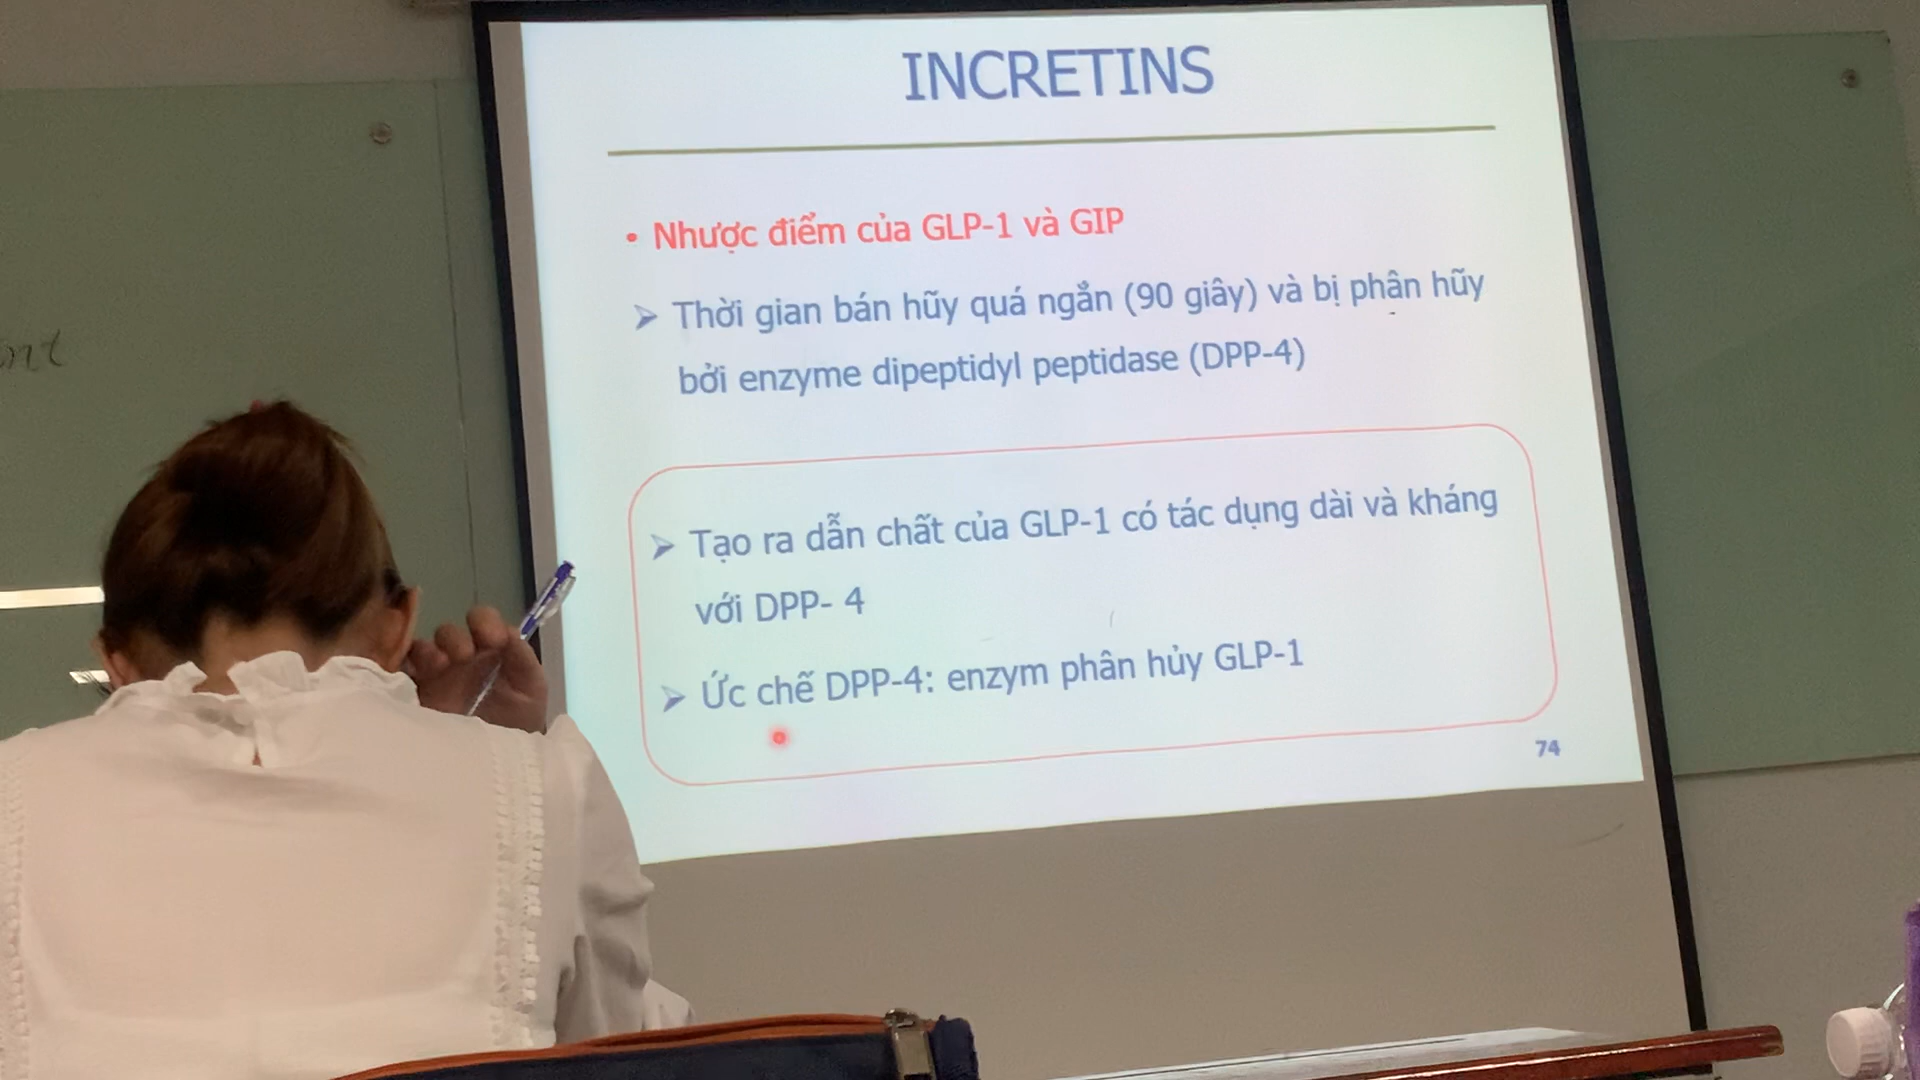 INCRETINS
• Nhược điểm của GLP-1 và GIP
➢ Thời gian bán hũy quá ngắn (90 giây) và bị phân hũy
bởi enzyme dipeptidyl peptidase (DPP-4)
➢ Tạo ra dẫn chất của GLP-1 có tác dụng dài và kháng
với DPP- 4
➢ Ức chế DPP-4: enzym phân hủy GLP-1
74